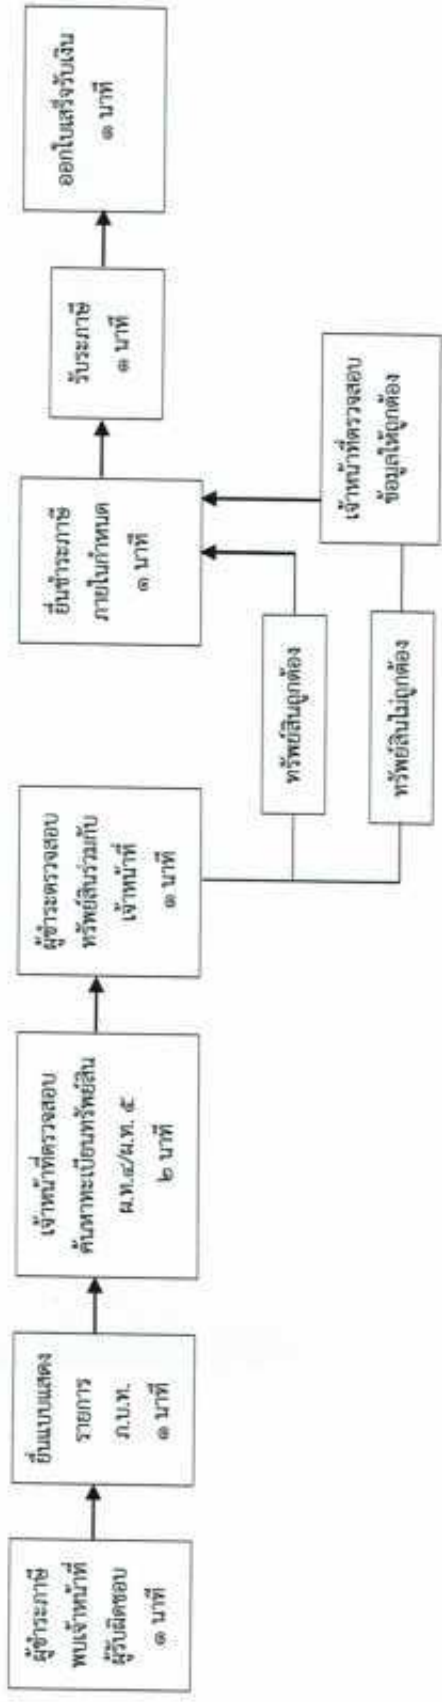 ผู้ชำระภาษี
พบเจ้าหน้าที่
ผู้รับผิดชอบ
๑ นาที
ยื่นแบบแสดง
รายการ
ภ.บ.ท.
๑ นาที
เจ้าหน้าที่ตรวจสอบ
ค้นหาทะเบียนทรัพย์สิน
ผ.ท.๔/ผ.ท. ๕
๒ นาที
ผู้ชำระตรวจสอบ
ทรัพย์สินร่วมกับ
เจ้าหน้าที่
๑ นาที
ทรัพย์สินถูกต้อง
ทรัพย์สินไม่ถูกต้อง
เจ้าหน้าที่ตรวจสอบ
ข้อมูลให้ถูกต้อง
ยื่นชำระภาษี
ภายในกำหนด
๑ นาที
รับระภาษี
๑ นาที
ออกใบเสร็จรับเงิน
๑ นาที